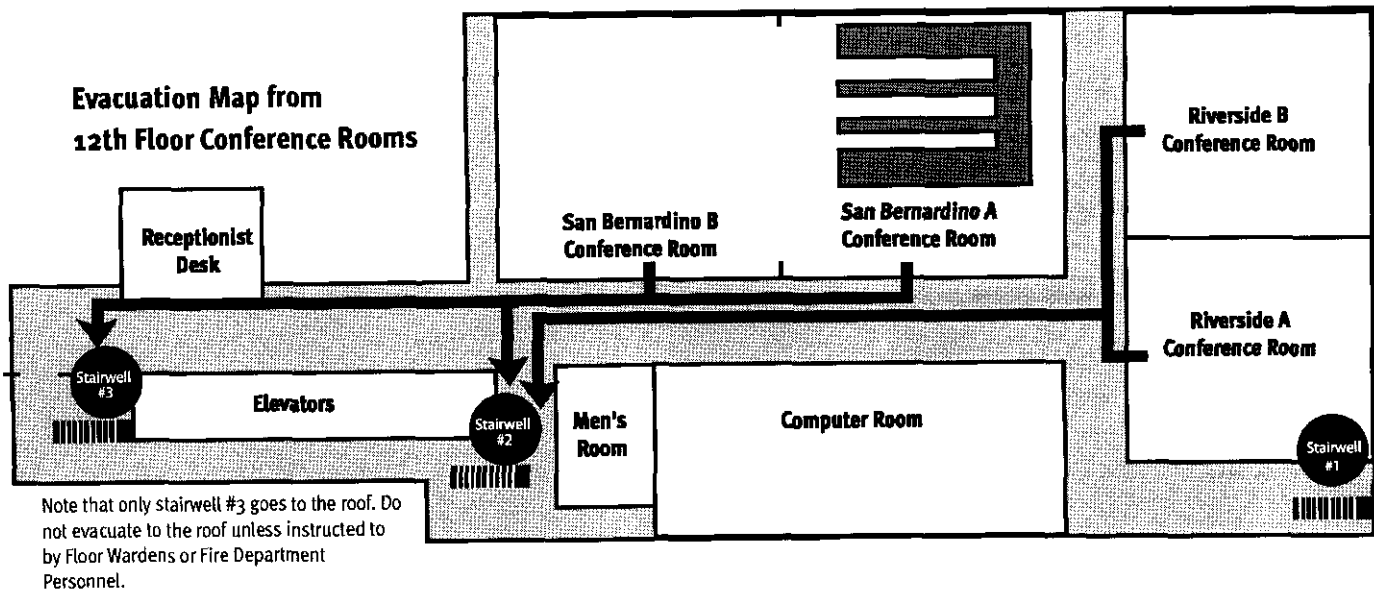 Evacuation Map from
12th Floor Conference Rooms
Receptionist
Desk
San Bernardino B
Conference Room
San Bernardino A
Conference Room
Riverside B
Conference Room
Riverside A
Conference Room
Stairwell
#3
Elevators
Stairwell
#2
Men's
Room
Computer Room
Stairwell
#1
Note that only stairwell #3 goes to the roof. Do
not evacuate to the roof unless instructed to
by Floor Wardens or Fire Department
Personnel.